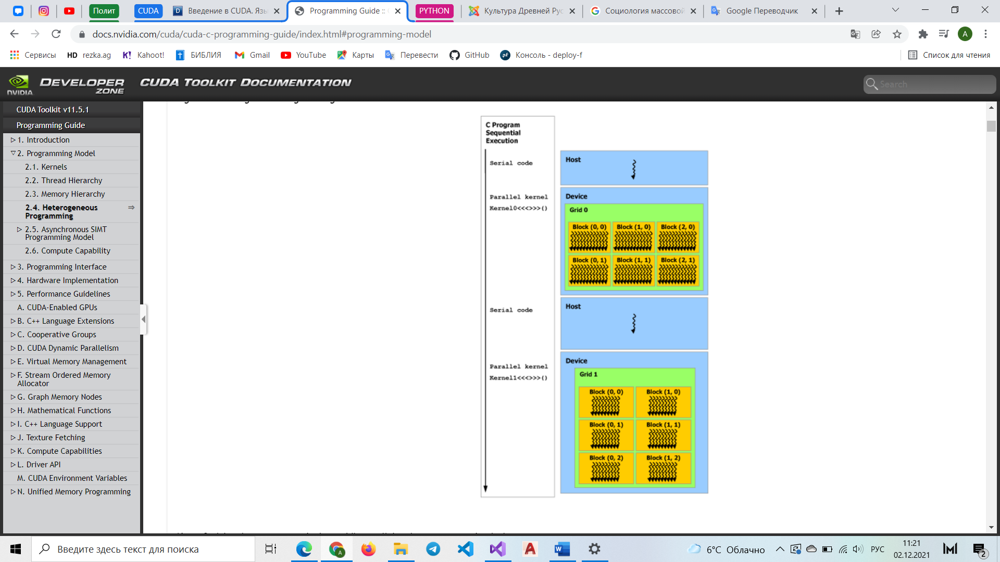 Полит
CUDA
Введение в CUDA. Язы
Programming Guide ::
PYTHON
Культура Древней Рус
Социология массовой
Google Переводчик
docs.nvidia.com/cuda/cuda-c-programming-guide/index.html#programming-model
A
Сервисы
HD rezka.ag
K! Kahoot!
БИБЛИЯ
Gmail
YouTube
Карты
Перевести
GitHub
Консоль - deploy-f
Список для чтения
NVIDIA
DEVELOPER ZONE
CUDA TOOLKIT DOCUMENTATION
Search
CUDA Toolkit v11.5.1
Programming Guide
1. Introduction
2. Programming Model
2.1. Kernels
2.2. Thread Hierarchy
2.3. Memory Hierarchy
2.4. Heterogeneous
Programming
2.5. Asynchronous SIMT
Programming Model
2.6. Compute Capability
3. Programming Interface
4. Hardware Implementation
5. Performance Guidelines
A. CUDA-Enabled GPUs
B. C++ Language Extensions
C. Cooperative Groups
D. CUDA Dynamic Parallelism
E. Virtual Memory Management
F. Stream Ordered Memory
Allocator
G. Graph Memory Nodes
H. Mathematical Functions
I. C++ Language Support
J. Texture Fetching
K. Compute Capabilities
L. Driver API
M. CUDA Environment Variables
N. Unified Memory Programming
C Program
Sequential
Execution
Serial code
Host
Parallel kernel
Kernel0<<<>>>()
Device
Grid 0
Block (0, 0) Block (1, 0) Block (2, 0)
Block (0, 1) Block (1, 1) Block (2, 1)
Serial code
Host
Parallel kernel
Kernel1<<<>>>()
Device
Grid 1
Block (0, 0) Block (1, 0)
Block (0, 1) Block (1, 1)
Block (0, 2) Block (1, 2)
Введите здесь текст для поиска
6°C Облачно
РУС
11:21
02.12.2021
2